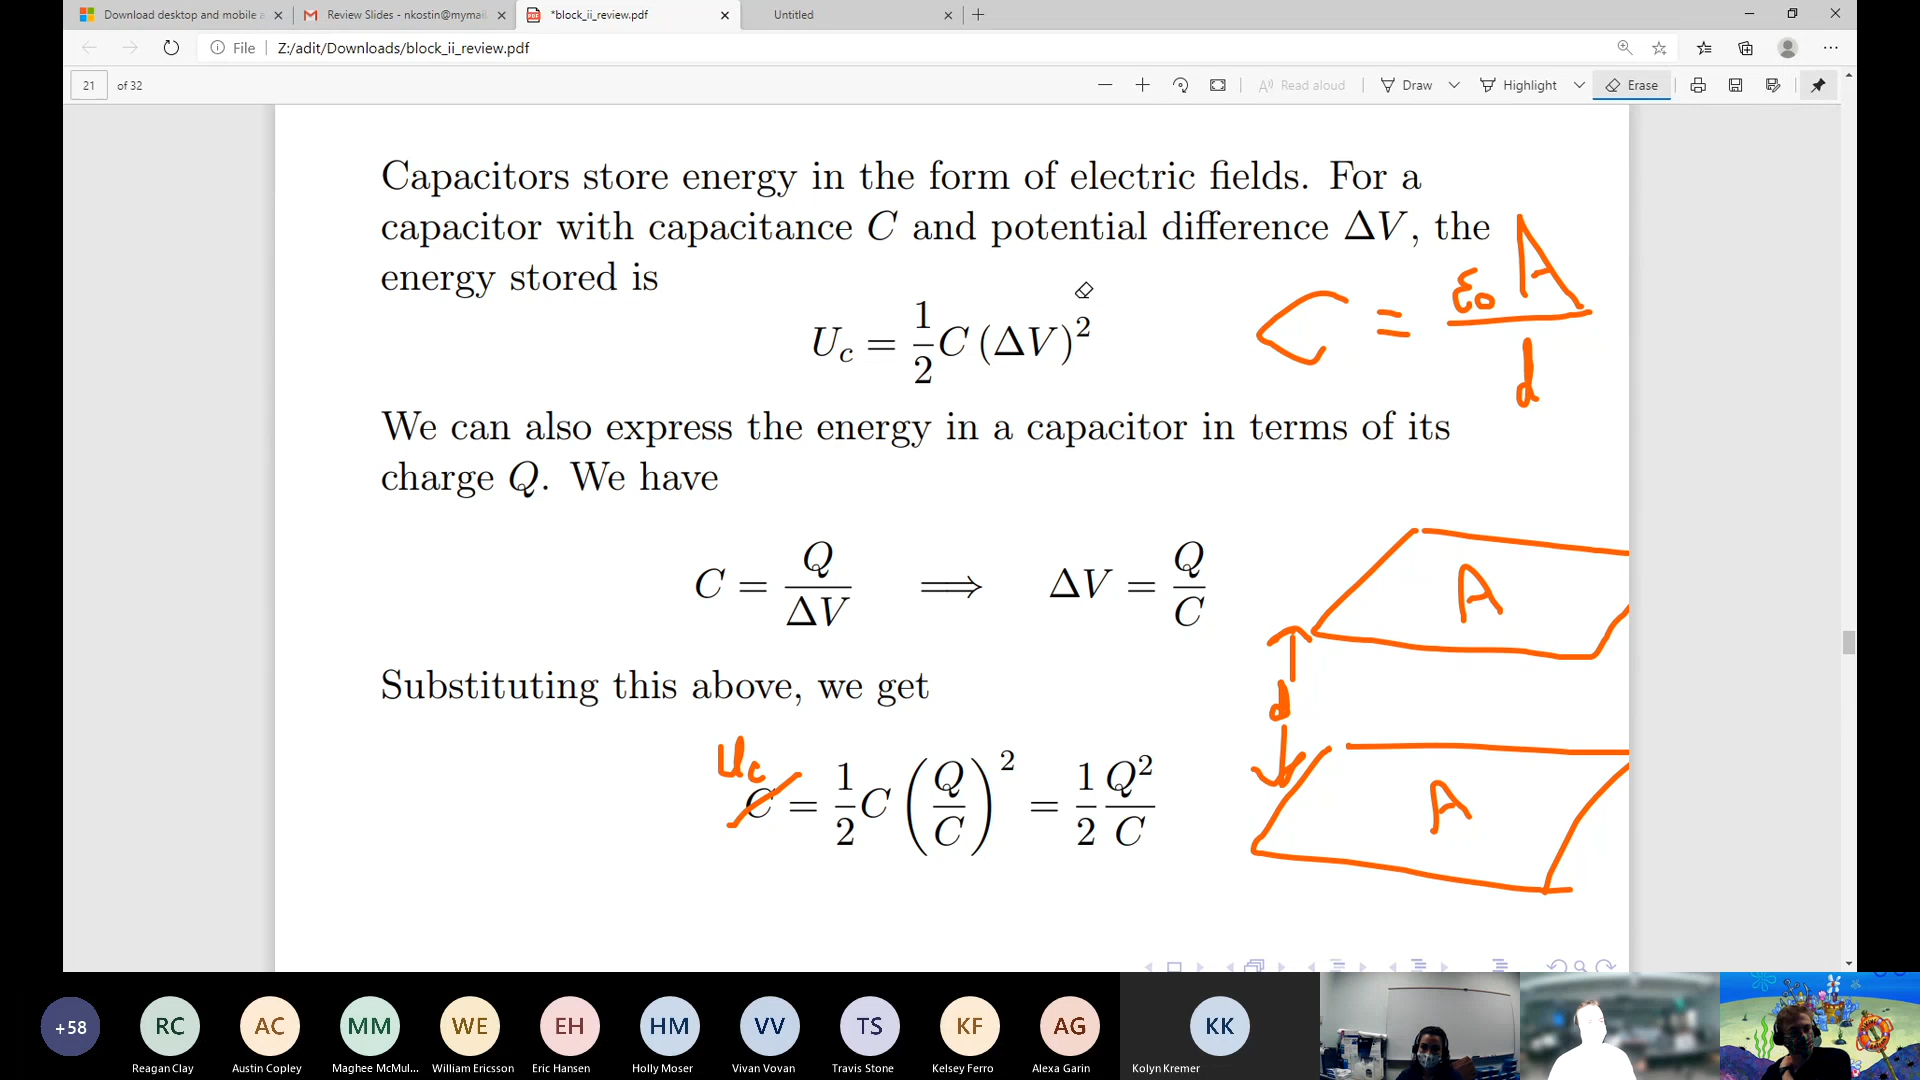 Download desktop and mobile a
Review Slides - nkostin@mymai
*block_ii_review.pdf
Untitled
File
Z:/adit/Downloads/block_ii_review.pdf
21 of 32
Read aloud
Draw
Highlight
Erase
Capacitors store energy in the form of electric fields. For a
capacitor with capacitance C and potential difference ΔV, the
energy stored is
U_c = 1/2 C (ΔV)^2
C = ε₀ A / d
We can also express the energy in a capacitor in terms of its
charge Q. We have
C = Q/ΔV ⟹ ΔV = Q/C
A
Substituting this above, we get
d
U_c
C = 1/2 C (Q/C)^2 = 1/2 Q^2/C
A
+58
RC
AC
MM
WE
EH
HM
VV
TS
KF
AG
KK
Reagan Clay
Austin Copley
Maghee McMul...
William Ericsson
Eric Hansen
Holly Moser
Vivan Vovan
Travis Stone
Kelsey Ferro
Alexa Garin
Kolyn Kremer